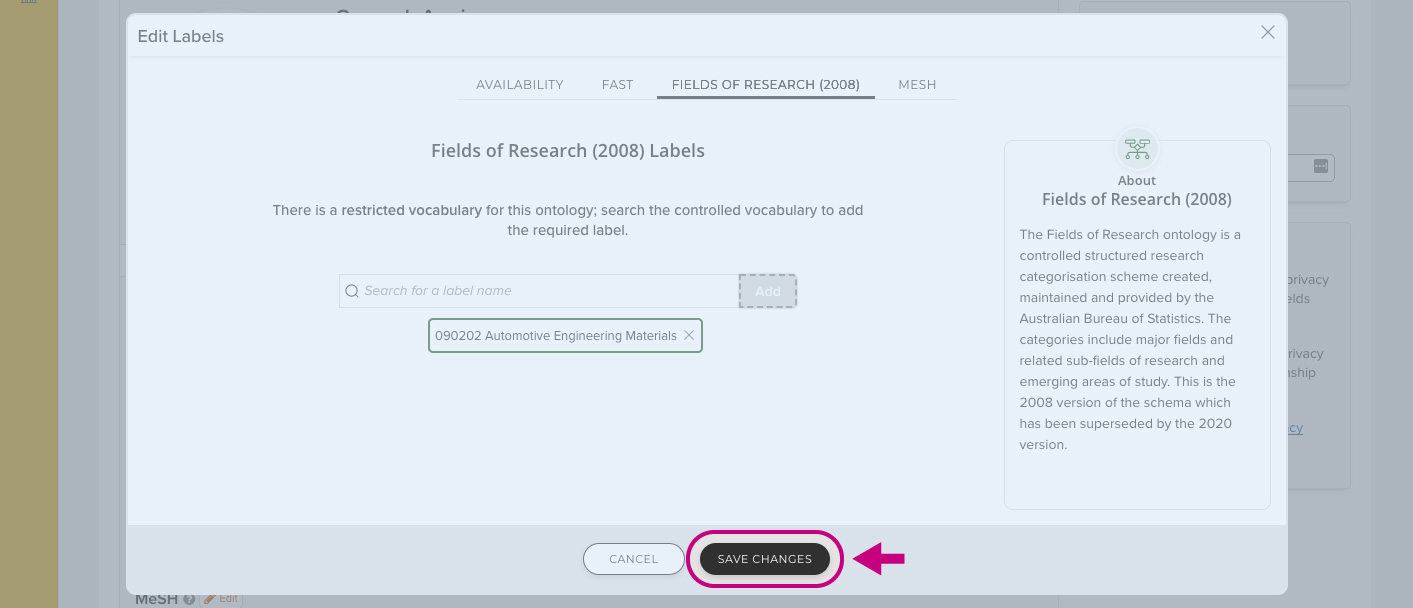 Edit Labels
AVAILABILITY
FAST
FIELDS OF RESEARCH (2008)
MESH
Fields of Research (2008) Labels
There is a restricted vocabulary for this ontology; search the controlled vocabulary to add
the required label.
Search for a label name
Add
090202 Automotive Engineering Materials
About
Fields of Research (2008)
The Fields of Research ontology is a
controlled structured research
categorisation scheme created,
maintained and provided by the
Australian Bureau of Statistics. The
categories include major fields and
related sub-fields of research and
emerging areas of study. This is the
2008 version of the schema which
has been superseded by the 2020
version.
CANCEL
SAVE CHANGES
MeSH
Edit